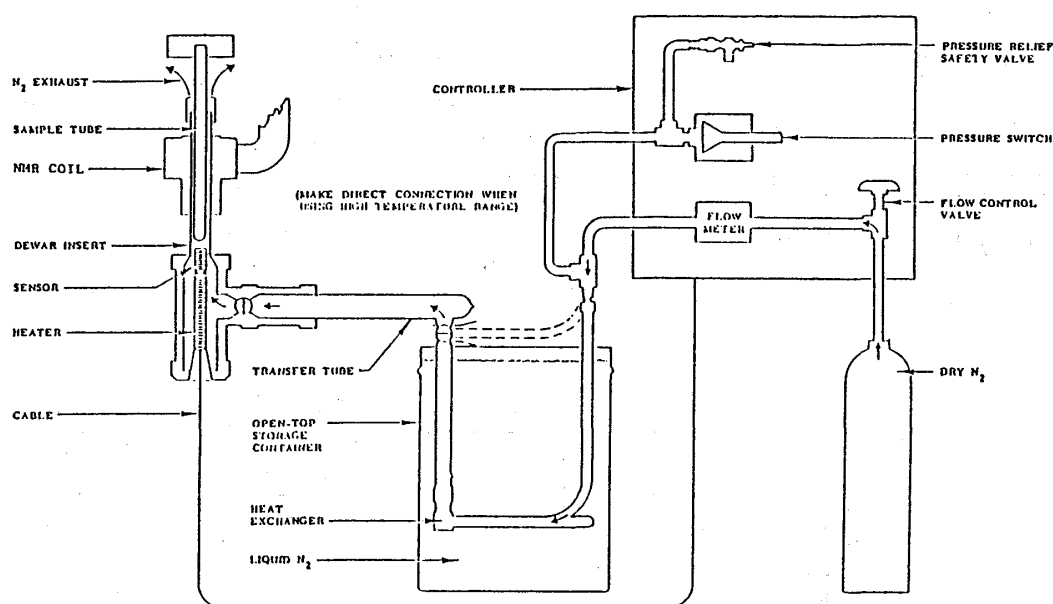 N₂ EXHAUST
SAMPLE TUBE
NMR COIL
DEWAR INSERT
SENSOR
HEATER
CABLE
(MAKE DIRECT CONNECTION WHEN
USING HIGH TEMPERATURE RANGE)
TRANSFER TUBE
OPEN-TOP
STORAGE
CONTAINER
HEAT
EXCHANGER
LIQUID N₂
CONTROLLER
PRESSURE RELIEF
SAFETY VALVE
PRESSURE SWITCH
FLOW
METER
FLOW CONTROL
VALVE
DRY N₂